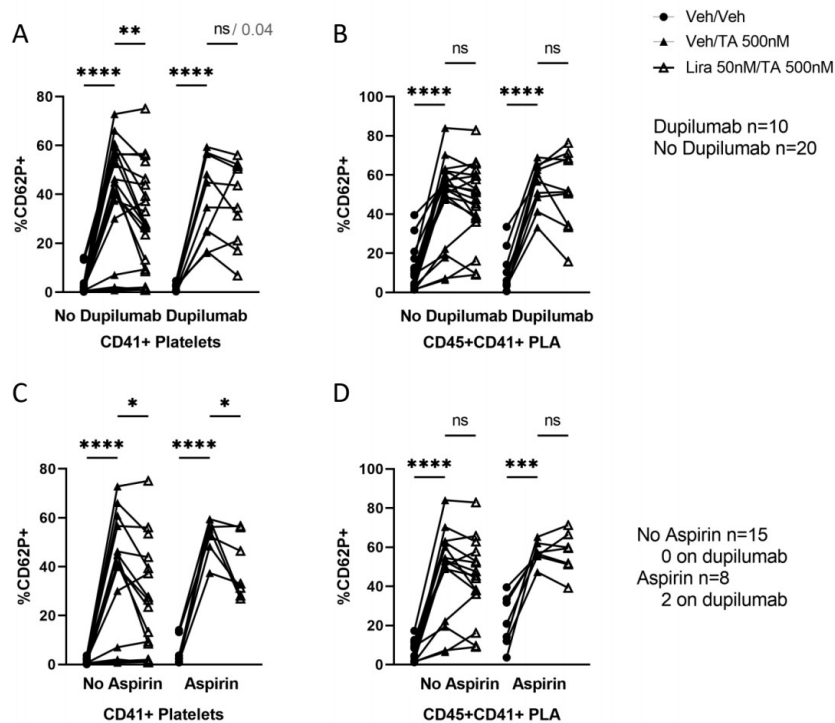 A
ns / 0.04
**
**** ****
%CD62P+
80
60
40
20
0
No Dupilumab Dupilumab
CD41+ Platelets
B
ns ns
**** ****
%CD62P+
100
80
60
40
20
0
No Dupilumab Dupilumab
CD45+CD41+ PLA
Veh/Veh
Veh/TA 500nM
Lira 50nM/TA 500nM
Dupilumab n=10
No Dupilumab n=20
C
* *
**** ****
%CD62P+
80
60
40
20
0
No Aspirin Aspirin
CD41+ Platelets
D
ns ns
**** ***
%CD62P+
100
80
60
40
20
0
No Aspirin Aspirin
CD45+CD41+ PLA
No Aspirin n=15
0 on dupilumab
Aspirin n=8
2 on dupilumab